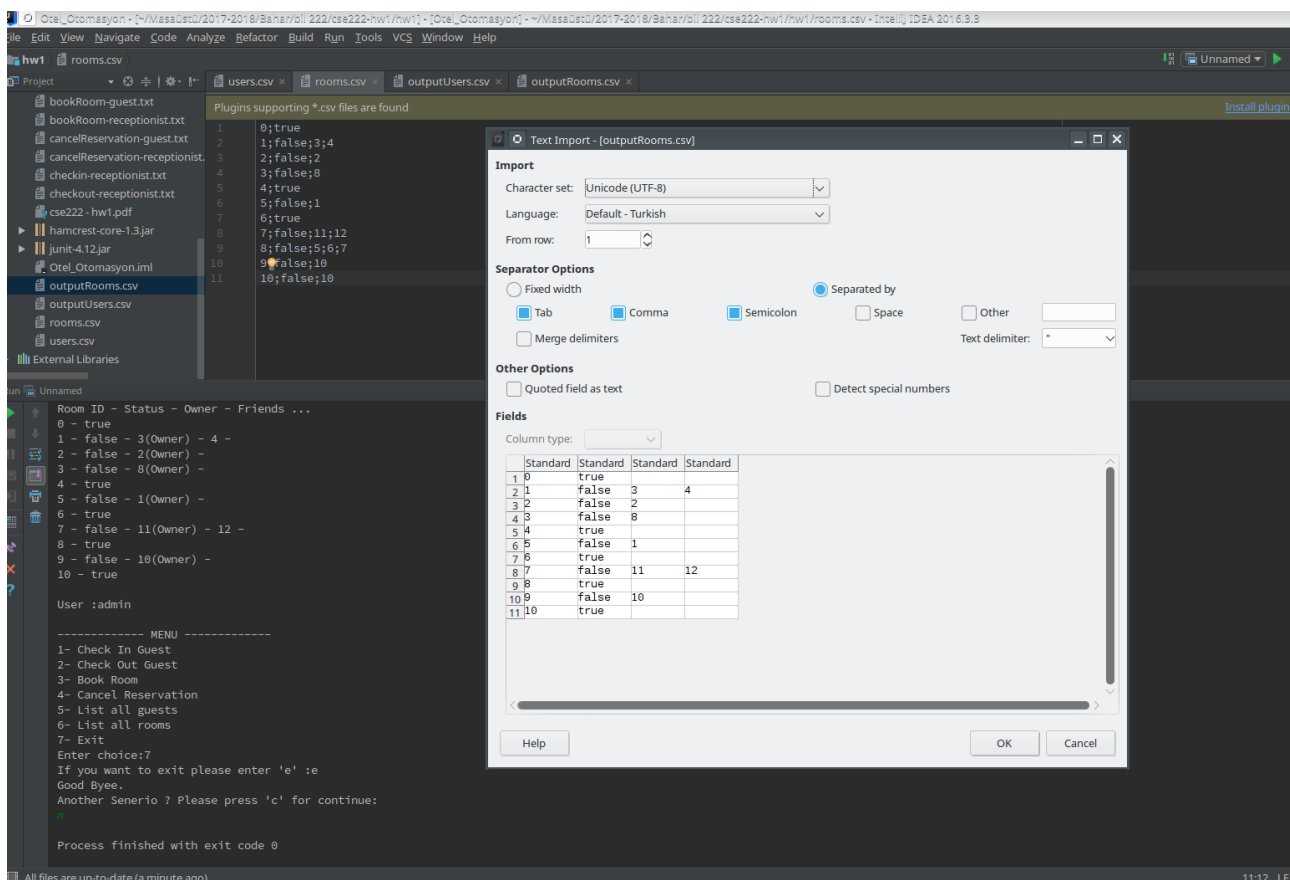 Otel_Otomasyon - [~/Masaüstü/2017-2018/Bahar/bil 222/cse222-hw1/hw1] - [Otel_Otomasyon] - ~/Masaüstü/2017-2018/Bahar/bil 222/cse222-hw1/hw1/rooms.csv - IntelliJ IDEA 2016.3.3
File Edit View Navigate Code Analyze Refactor Build Run Tools VCS Window Help
hw1 rooms.csv Unnamed
Project users.csv rooms.csv outputUsers.csv outputRooms.csv
bookRoom-guest.txt
bookRoom-receptionist.txt
cancelReservation-guest.txt
cancelReservation-receptionist.
checkin-receptionist.txt
checkout-receptionist.txt
cse222 - hw1.pdf
hamcrest-core-1.3.jar
junit-4.12.jar
Otel_Otomasyon.iml
outputRooms.csv
outputUsers.csv
rooms.csv
users.csv
External Libraries
Plugins supporting *.csv files are found Install plugin
1 0;true
2 1;false;3;4
3 2;false;2
4 3;false;8
5 4;true
6 5;false;1
7 6;true
8 7;false;11;12
9 8;false;5;6;7
10 9 false;10
11 10;false;10
Text Import - [outputRooms.csv]
Import
Character set: Unicode (UTF-8)
Language: Default - Turkish
From row: 1
Separator Options
Fixed width Separated by
Tab Comma Semicolon Space Other
Merge delimiters Text delimiter: "
Other Options
Quoted field as text Detect special numbers
Fields
Column type:
Standard Standard Standard Standard
1 0 true
2 1 false 3 4
3 2 false 2
4 3 false 8
5 4 true
6 5 false 1
7 6 true
8 7 false 11 12
9 8 true
10 9 false 10
11 10 true
Help OK Cancel
Run Unnamed
Room ID - Status - Owner - Friends ...
0 - true
1 - false - 3(Owner) - 4 -
2 - false - 2(Owner) -
3 - false - 8(Owner) -
4 - true
5 - false - 1(Owner) -
6 - true
7 - false - 11(Owner) - 12 -
8 - true
9 - false - 10(Owner) -
10 - true
User :admin
------------- MENU -------------
1- Check In Guest
2- Check Out Guest
3- Book Room
4- Cancel Reservation
5- List all guests
6- List all rooms
7- Exit
Enter choice:7
If you want to exit please enter 'e' :e
Good Byee.
Another Senerio ? Please press 'c' for continue:
n
Process finished with exit code 0
All files are up-to-date (a minute ago) 11:12 LF